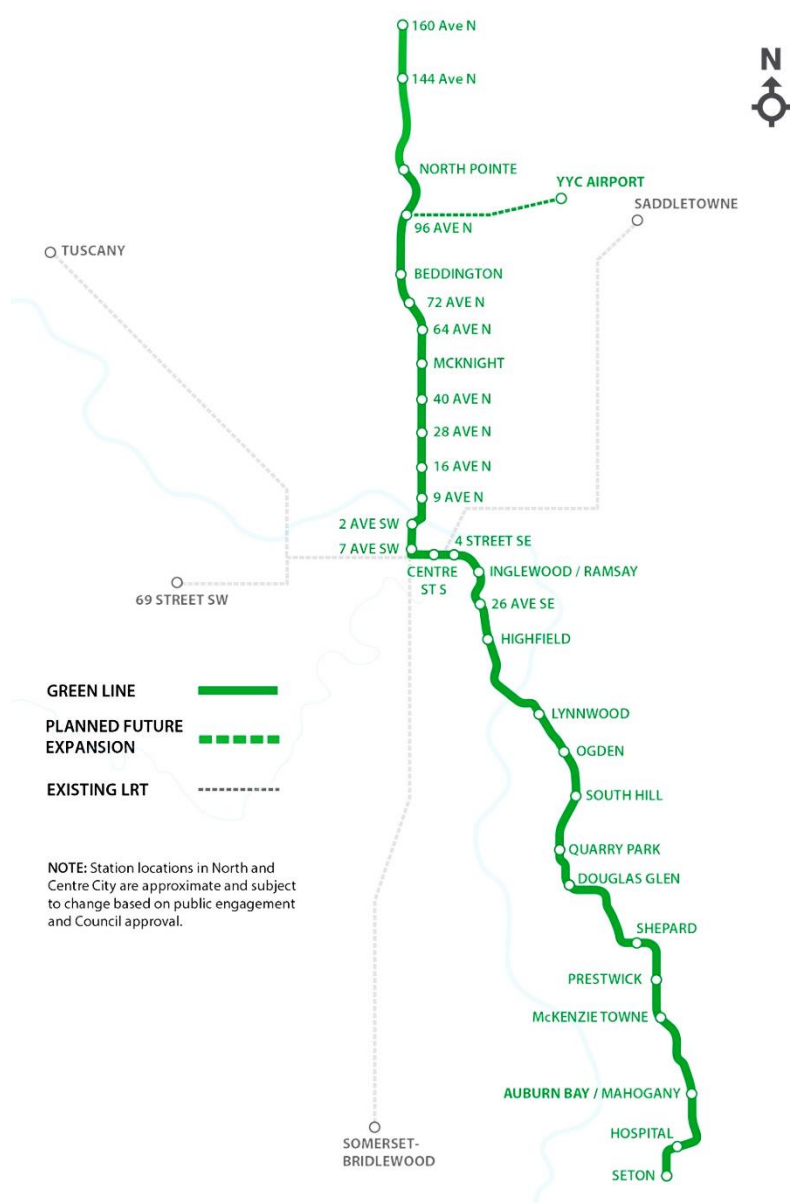 160 Ave N
N
144 Ave N
NORTH POINTE
YYC AIRPORT
SADDLETOWNE
96 AVE N
TUSCANY
BEDDINGTON
72 AVE N
64 AVE N
MCKNIGHT
40 AVE N
28 AVE N
16 AVE N
9 AVE N
2 AVE SW
7 AVE SW
4 STREET SE
CENTRE
ST S
INGLEWOOD / RAMSAY
69 STREET SW
26 AVE SE
HIGHFIELD
GREEN LINE
PLANNED FUTURE
EXPANSION
EXISTING LRT
LYNNWOOD
OGDEN
SOUTH HILL
QUARRY PARK
DOUGLAS GLEN
NOTE: Station locations in North and
Centre City are approximate and subject
to change based on public engagement
and Council approval.
SHEPARD
PRESTWICK
McKENZIE TOWNE
AUBURN BAY / MAHOGANY
HOSPITAL
SOMERSET-
BRIDLEWOOD
SETON